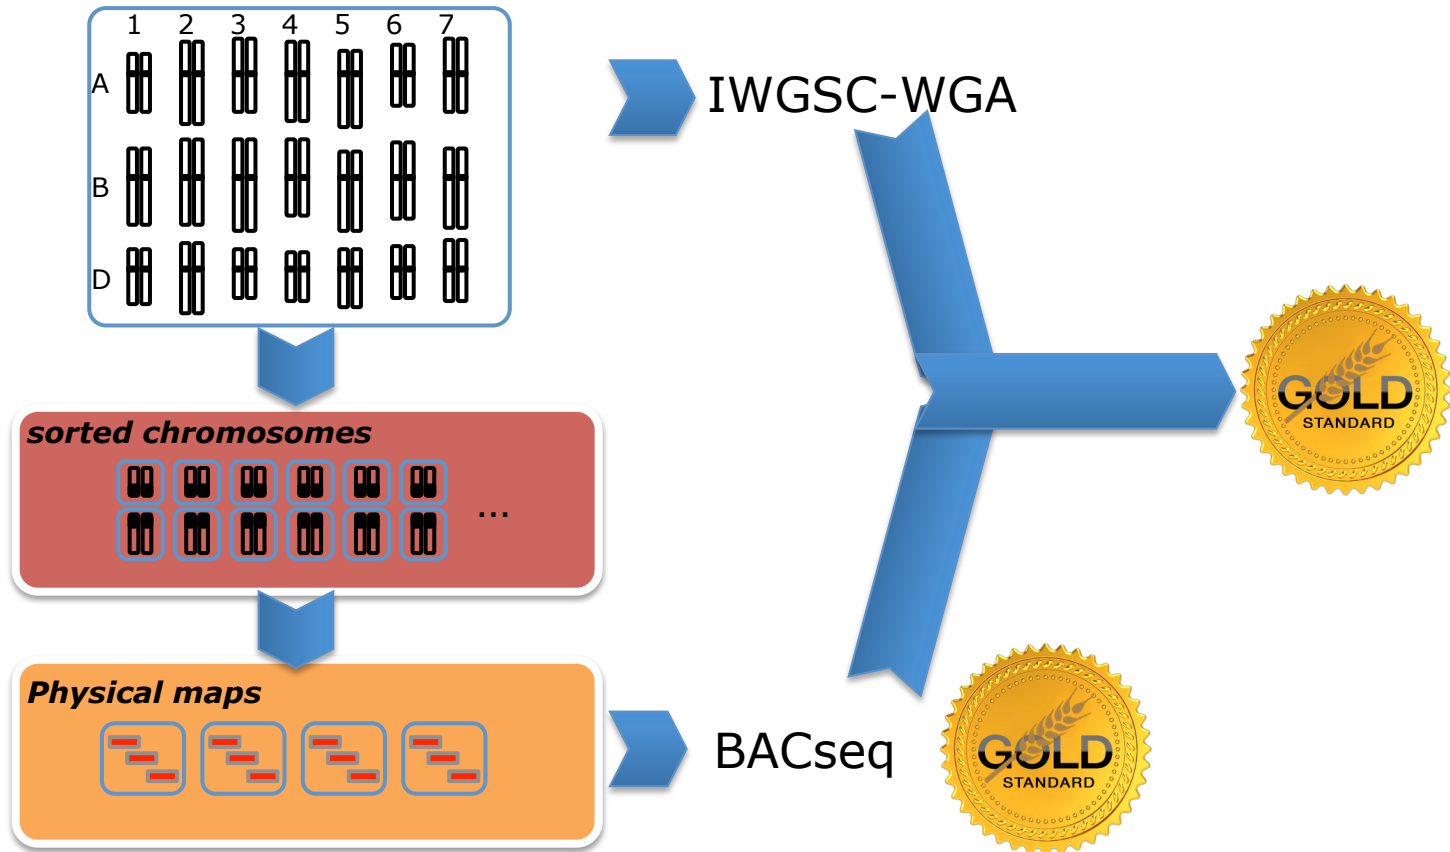 1 2 3 4 5 6 7
A
B
D
IWGSC-WGA
sorted chromosomes
...
GOLD
STANDARD
Physical maps
BACseq
GOLD
STANDARD